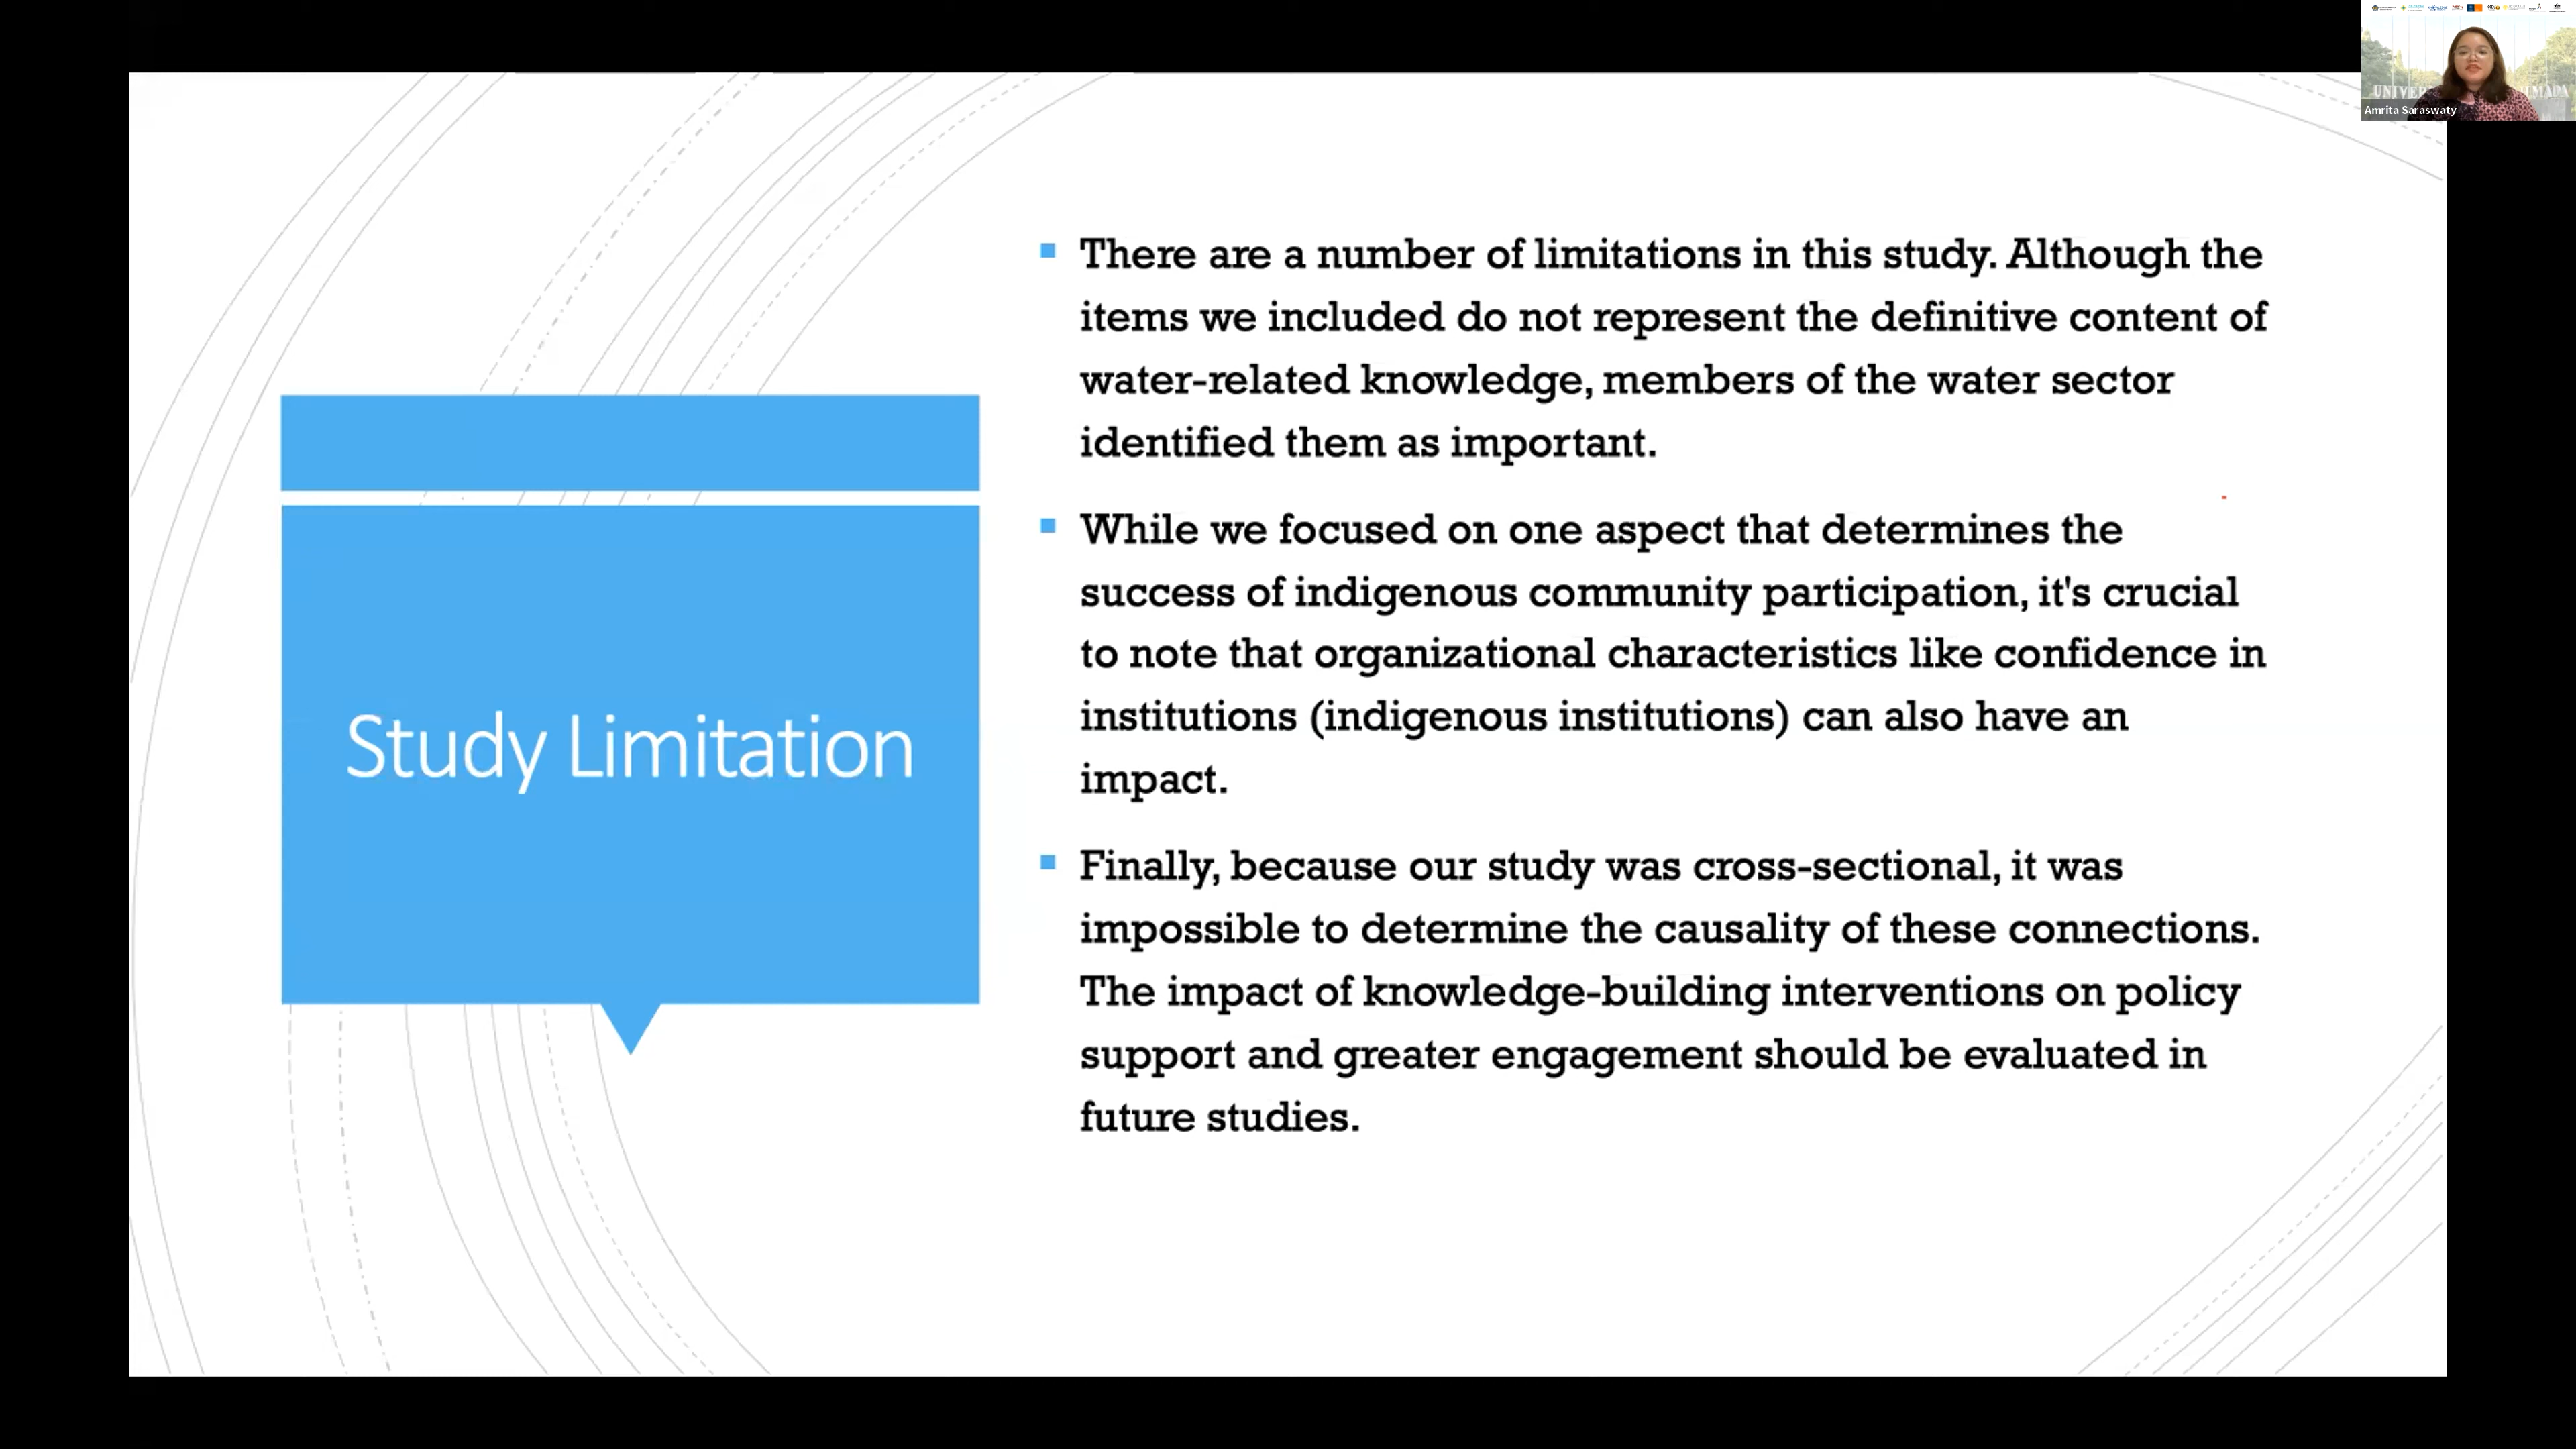 Amrita Saraswaty
Study Limitation
There are a number of limitations in this study. Although the
items we included do not represent the definitive content of
water-related knowledge, members of the water sector
identified them as important.
While we focused on one aspect that determines the
success of indigenous community participation, it's crucial
to note that organizational characteristics like confidence in
institutions (indigenous institutions) can also have an
impact.
Finally, because our study was cross-sectional, it was
impossible to determine the causality of these connections.
The impact of knowledge-building interventions on policy
support and greater engagement should be evaluated in
future studies.